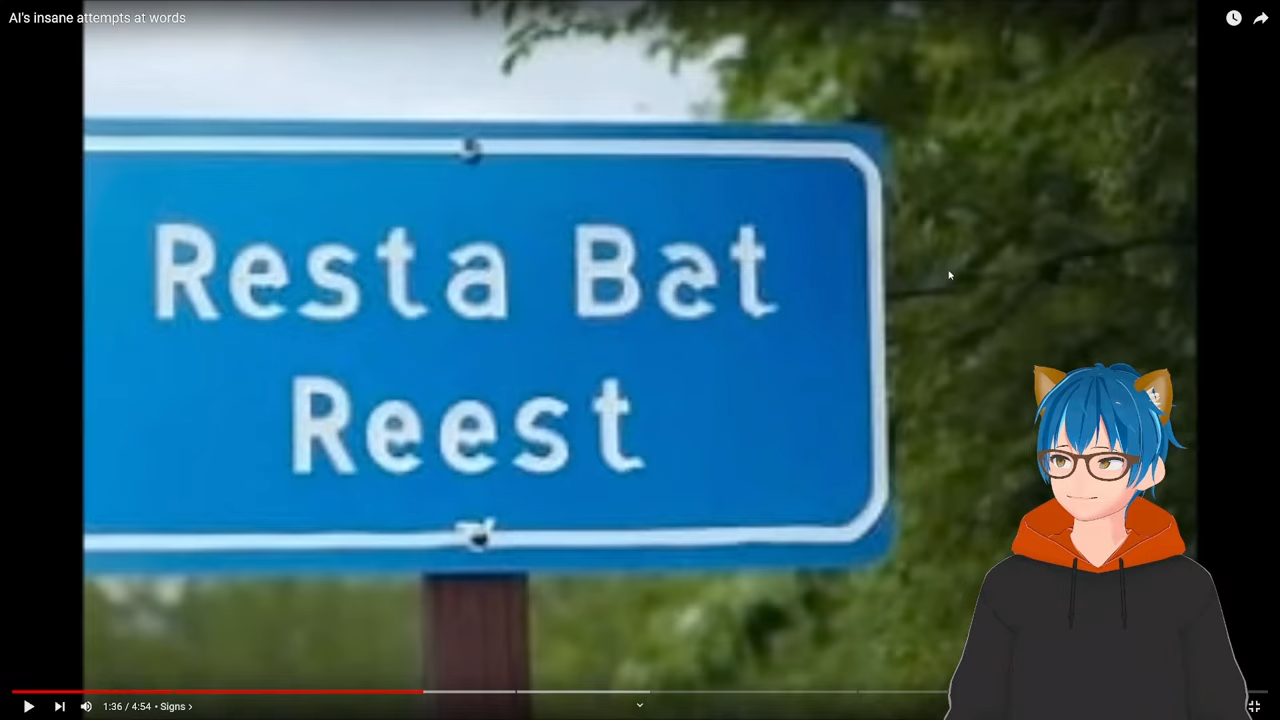 AI's insane attempts at words
Resta Bat
Reest
1:36 / 4:54 • Signs ›